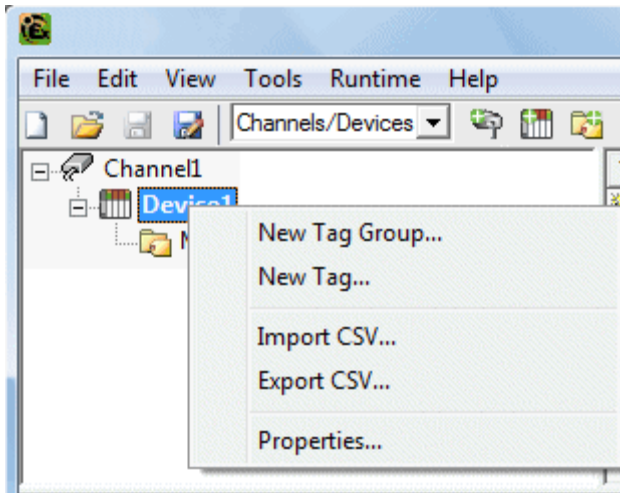 File Edit View Tools Runtime Help
Channels/Devices
Channel1
Device1
New Tag Group...
New Tag...
Import CSV...
Export CSV...
Properties...